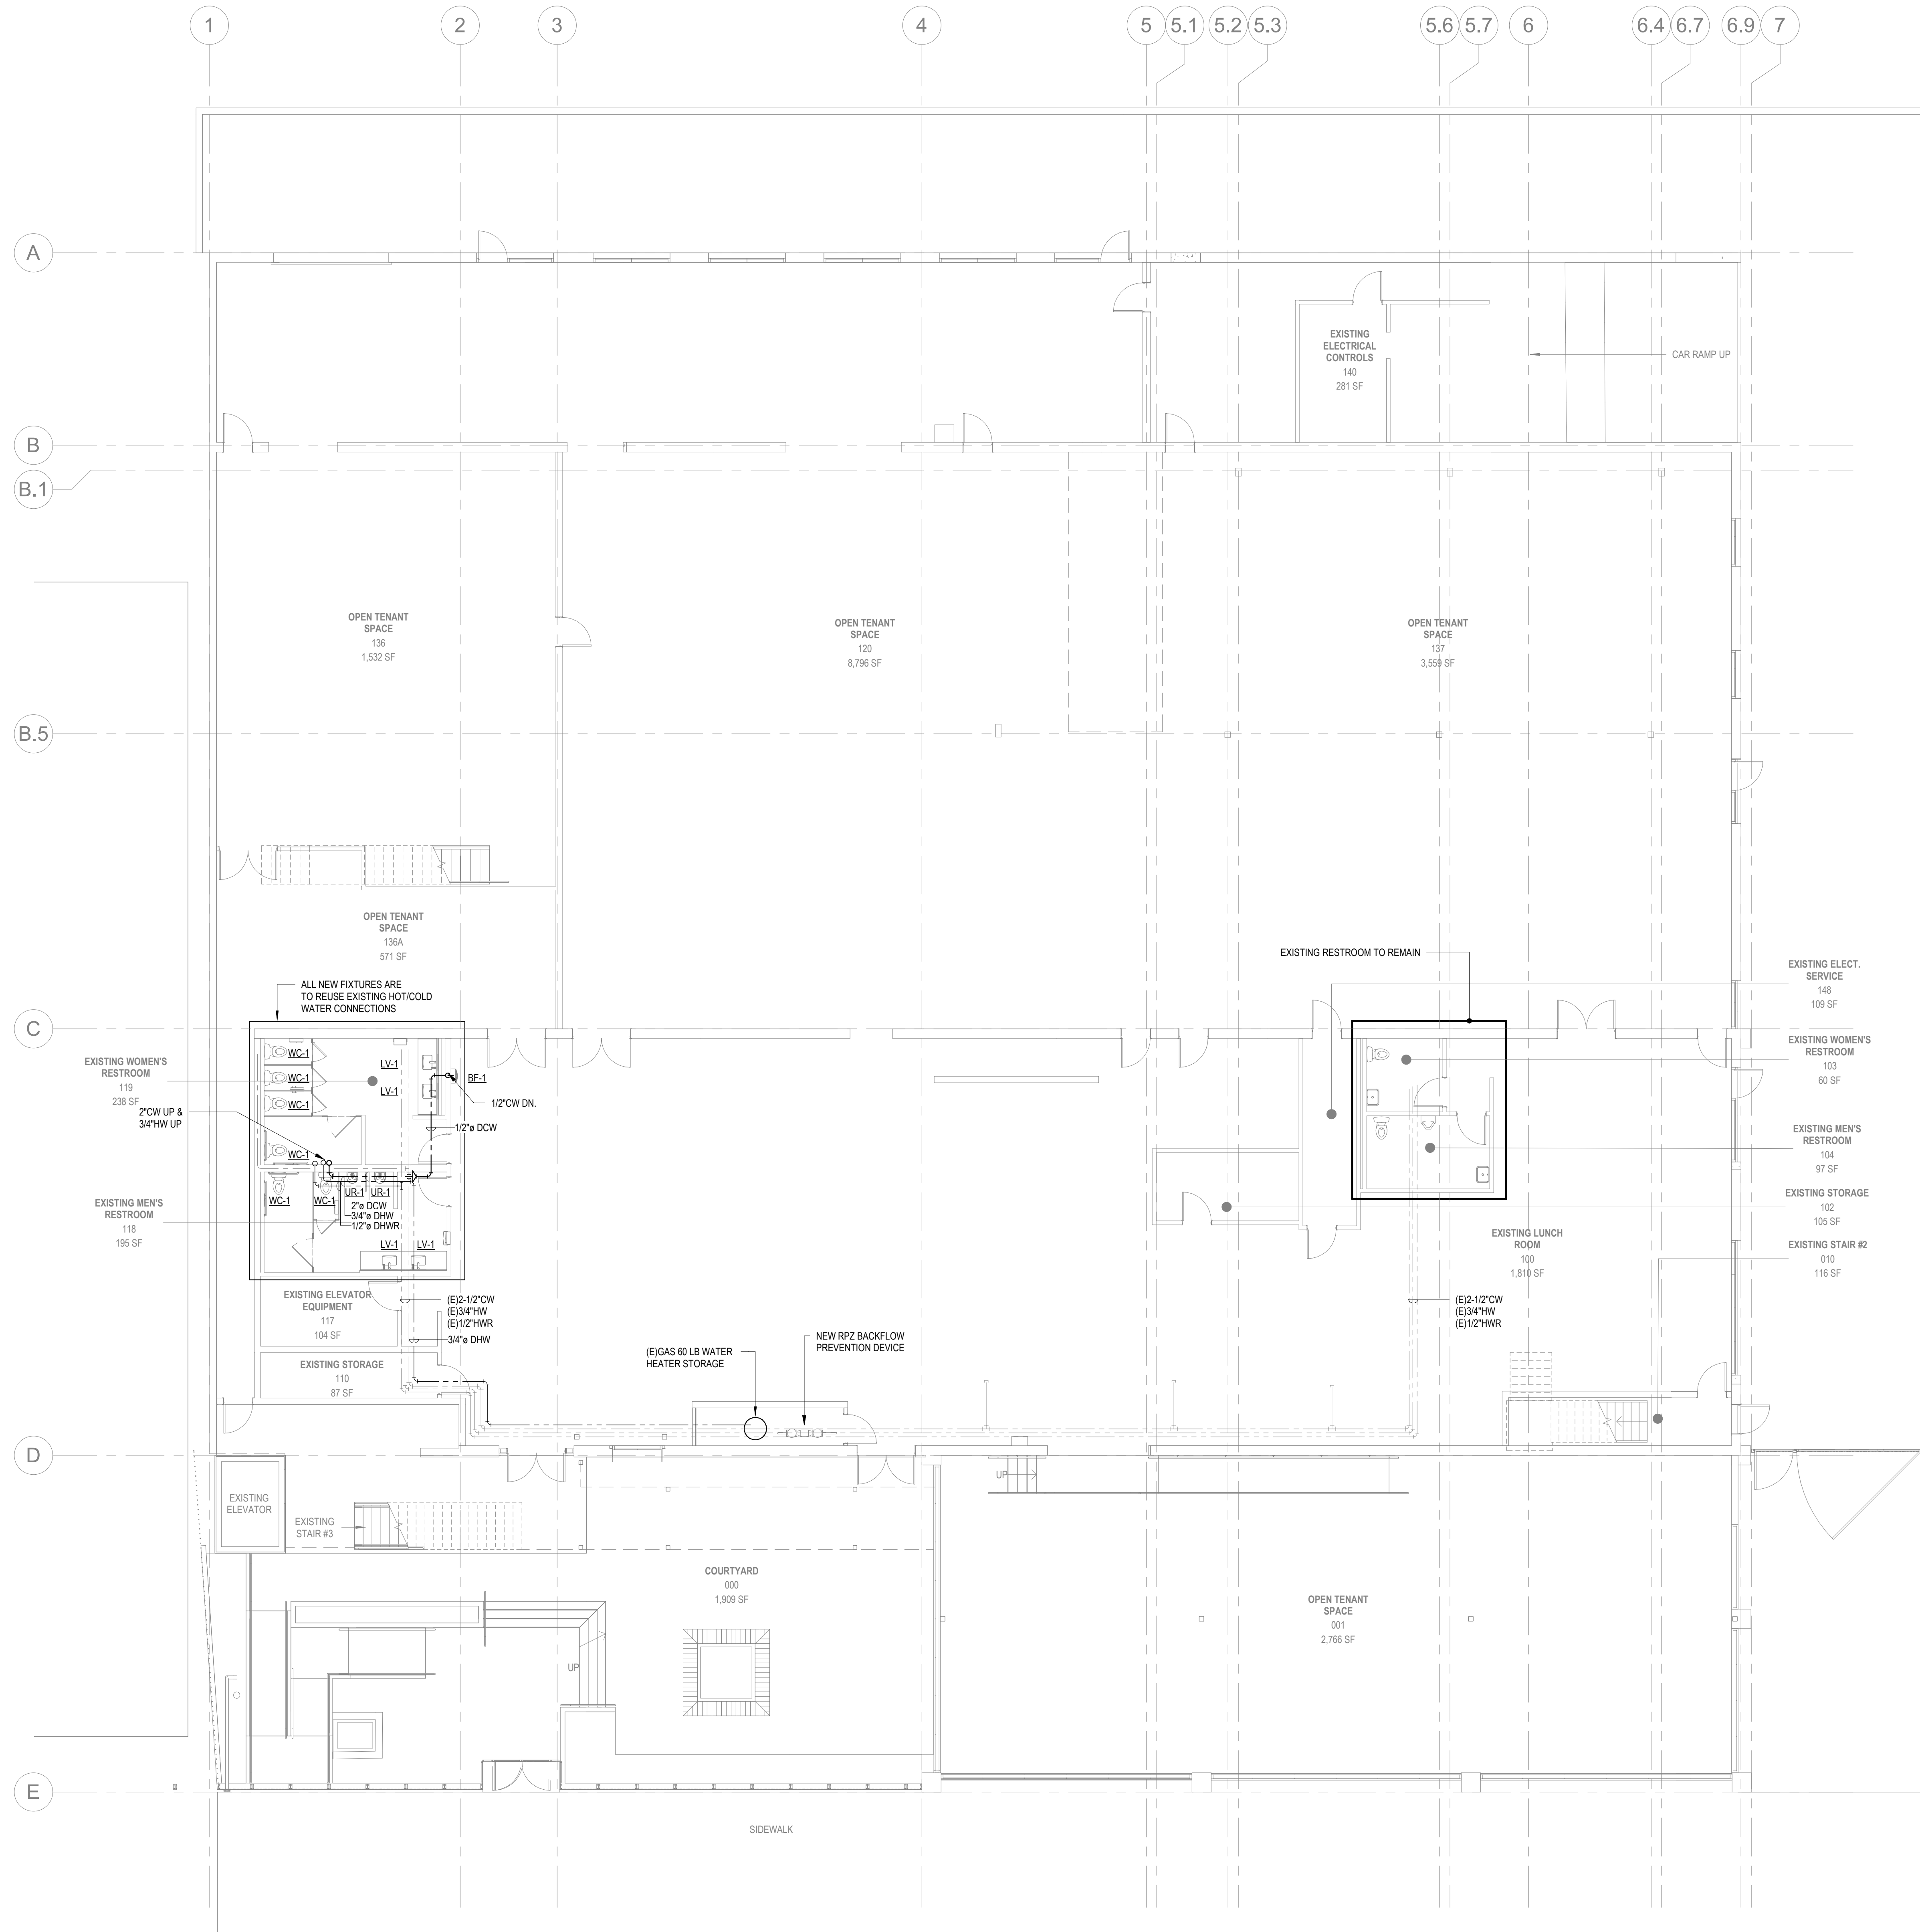 1
2
3
4
5
5.1
5.2
5.3
5.6
5.7
6
6.4
6.7
6.9
7
A
EXISTING
ELECTRICAL
CONTROLS
140
281 SF
CAR RAMP UP
B
B.1
OPEN TENANT
SPACE
136
1,532 SF
OPEN TENANT
SPACE
120
8,796 SF
OPEN TENANT
SPACE
137
3,559 SF
B.5
OPEN TENANT
SPACE
136A
571 SF
EXISTING RESTROOM TO REMAIN
EXISTING ELECT.
SERVICE
148
109 SF
ALL NEW FIXTURES ARE
TO REUSE EXISTING HOT/COLD
WATER CONNECTIONS
C
EXISTING WOMEN'S
RESTROOM
119
238 SF
WC-1
WC-1
WC-1
WC-1
LV-1
LV-1
BF-1
1/2"CW DN.
1/2"ø DCW
2"CW UP &
3/4"HW UP
EXISTING WOMEN'S
RESTROOM
103
60 SF
EXISTING MEN'S
RESTROOM
104
97 SF
EXISTING STORAGE
102
105 SF
EXISTING STAIR #2
010
116 SF
WC-1
WC-1
UR-1
UR-1
2"ø DCW
3/4"ø DHW
1/2"ø DHWR
EXISTING MEN'S
RESTROOM
118
195 SF
LV-1
LV-1
EXISTING LUNCH
ROOM
100
1,810 SF
EXISTING ELEVATOR
EQUIPMENT
117
104 SF
(E)2-1/2"CW
(E)3/4"HW
(E)1/2"HWR
3/4"ø DHW
(E)2-1/2"CW
(E)3/4"HW
(E)1/2"HWR
EXISTING STORAGE
110
87 SF
(E)GAS 60 LB WATER
HEATER STORAGE
NEW RPZ BACKFLOW
PREVENTION DEVICE
D
UP
EXISTING
ELEVATOR
EXISTING
STAIR #3
COURTYARD
000
1,909 SF
OPEN TENANT
SPACE
001
2,766 SF
UP
E
SIDEWALK